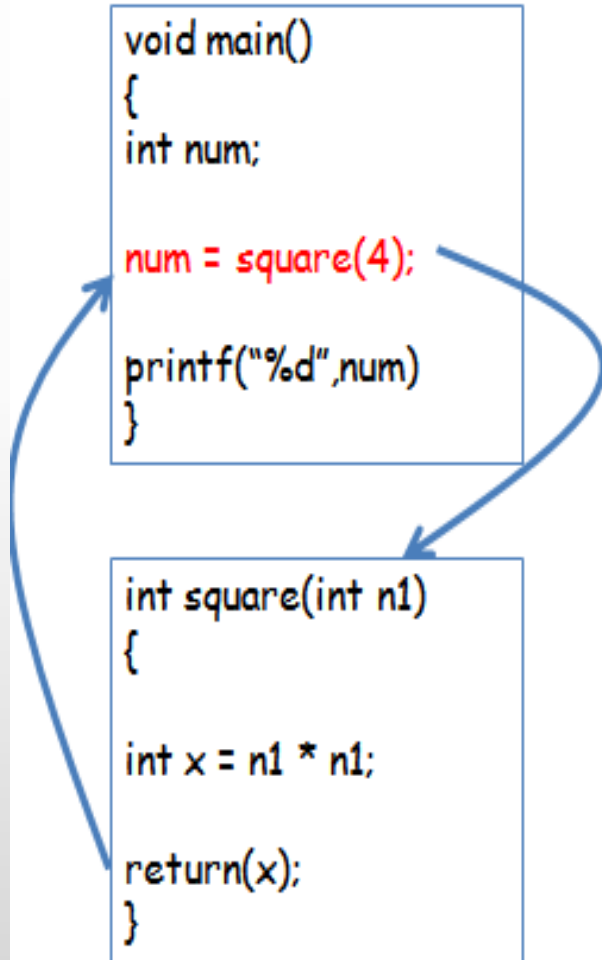 void main()
{
int num;
num = square(4);
printf(“%d”,num)
}
int square(int n1)
{
int x = n1 * n1;
return(x);
}